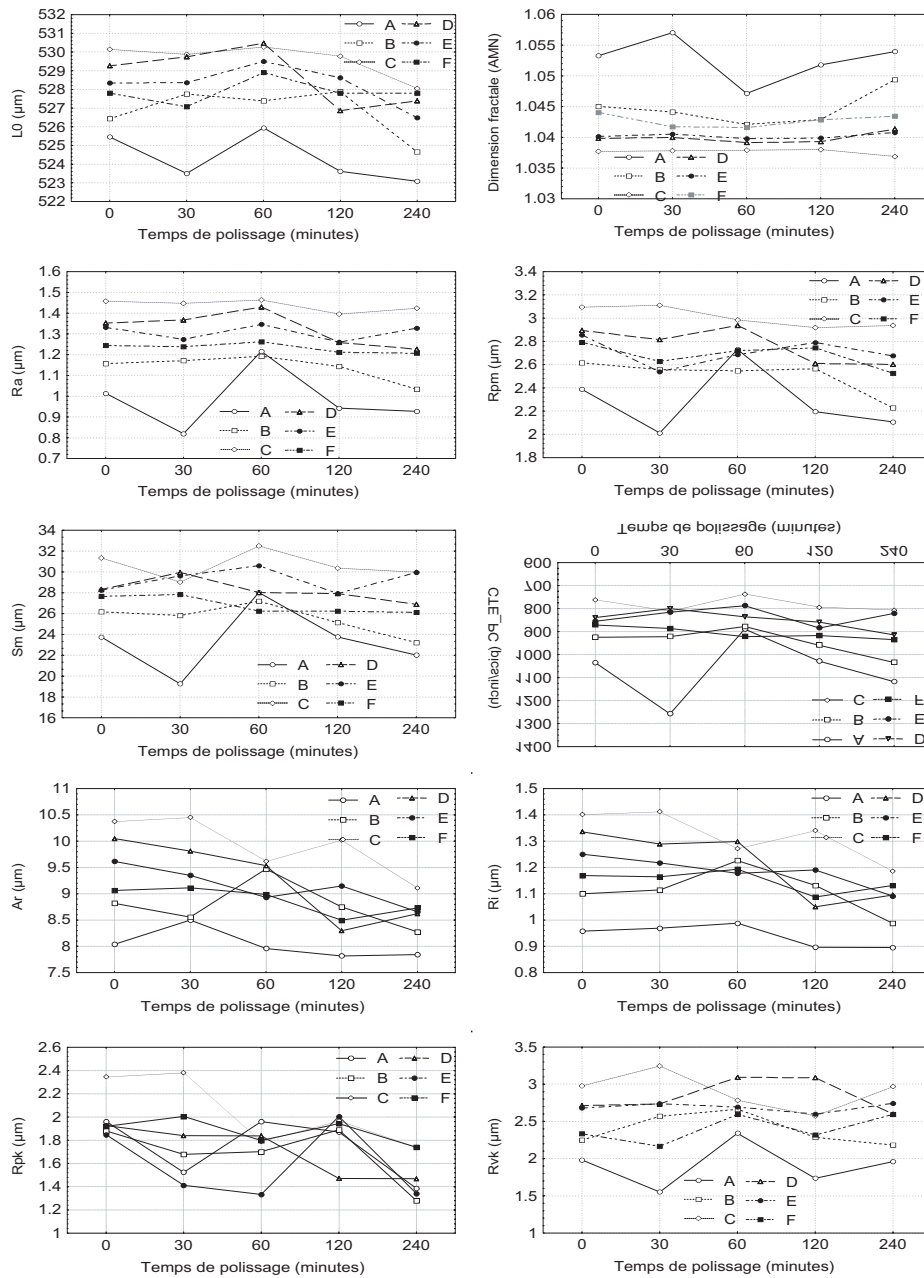 532
531
530
529
528
527
526
525
524
523
522
L0 (μm)
A D
B E
C F
0 30 60 120 240
Temps de polissage (minutes)
1.06
1.055
1.05
1.045
1.04
1.035
1.03
Dimension fractale (AMN)
A D
B E
C F
0 30 60 120 240
Temps de polissage (minutes)
1.6
1.5
1.4
1.3
1.2
1.1
1
0.9
0.8
0.7
Ra (μm)
A D
B E
C F
0 30 60 120 240
Temps de polissage (minutes)
3.4
3.2
3
2.8
2.6
2.4
2.2
2
1.8
Rpm (μm)
A D
B E
C F
0 30 60 120 240
Temps de polissage (minutes)
34
32
30
28
26
24
22
20
18
16
Sm (μm)
A D
B E
C F
0 30 60 120 240
Temps de polissage (minutes)
Temps de polissage (minutes)
0 30 60 120 240
800
1000
1100
1300
1400
CTE_PC (pics/inch)
C F
B E
A D
11
10.5
10
9.5
9
8.5
8
7.5
Ar (μm)
A D
B E
C F
0 30 60 120 240
Temps de polissage (minutes)
1.5
1.4
1.3
1.2
1.1
1
0.9
0.8
Ri (μm)
A D
B E
C F
0 30 60 120 240
Temps de polissage (minutes)
2.6
2.4
2.2
2
1.8
1.6
1.4
1.2
1
Rpk (μm)
A D
B E
C F
0 30 60 120 240
Temps de polissage (minutes)
3.5
3
2.5
2
1.5
1
Rvk (μm)
A D
B E
C F
0 30 60 120 240
Temps de polissage (minutes)